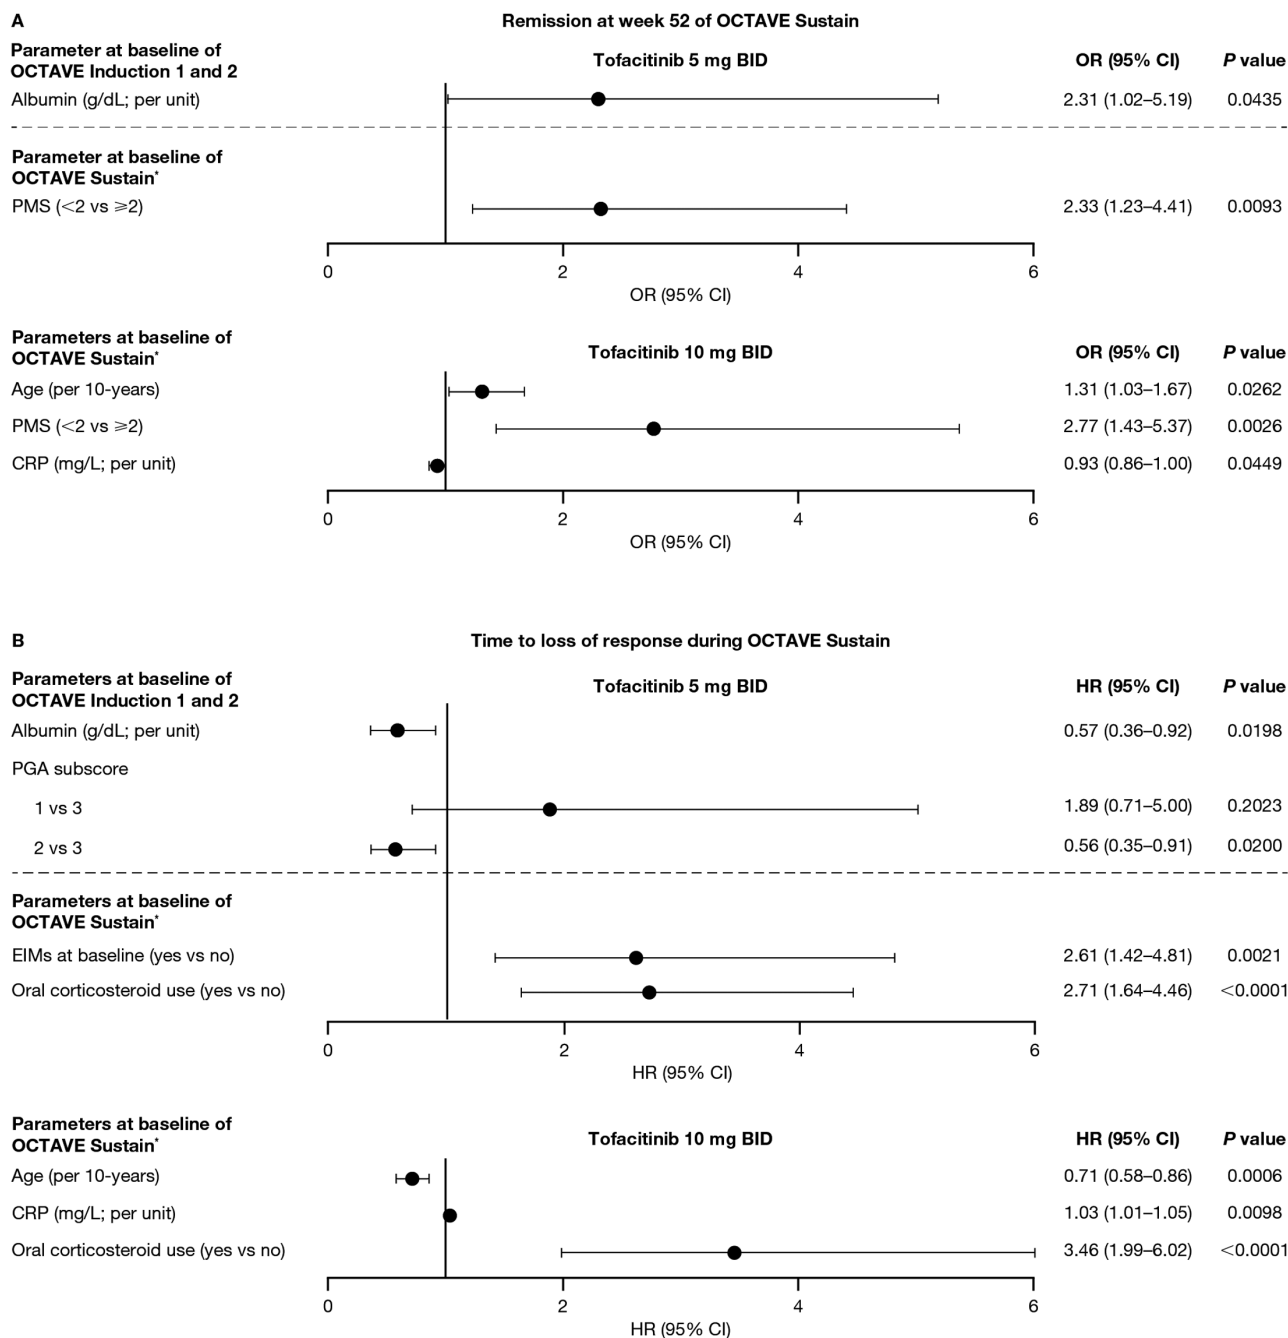 A
Remission at week 52 of OCTAVE Sustain
Parameter at baseline of
OCTAVE Induction 1 and 2
Tofacitinib 5 mg BID
OR (95% CI)
P value
Albumin (g/dL; per unit)
2.31 (1.02–5.19)
0.0435
Parameter at baseline of
OCTAVE Sustain*
PMS (<2 vs ⩾2)
2.33 (1.23–4.41)
0.0093
0
2
4
6
OR (95% CI)
Parameters at baseline of
OCTAVE Sustain*
Tofacitinib 10 mg BID
OR (95% CI)
P value
Age (per 10-years)
1.31 (1.03–1.67)
0.0262
PMS (<2 vs ⩾2)
2.77 (1.43–5.37)
0.0026
CRP (mg/L; per unit)
0.93 (0.86–1.00)
0.0449
0
2
4
6
OR (95% CI)
B
Time to loss of response during OCTAVE Sustain
Parameters at baseline of
OCTAVE Induction 1 and 2
Tofacitinib 5 mg BID
HR (95% CI)
P value
Albumin (g/dL; per unit)
0.57 (0.36–0.92)
0.0198
PGA subscore
1 vs 3
1.89 (0.71–5.00)
0.2023
2 vs 3
0.56 (0.35–0.91)
0.0200
Parameters at baseline of
OCTAVE Sustain*
EIMs at baseline (yes vs no)
2.61 (1.42–4.81)
0.0021
Oral corticosteroid use (yes vs no)
2.71 (1.64–4.46)
<0.0001
0
2
4
6
HR (95% CI)
Parameters at baseline of
OCTAVE Sustain*
Tofacitinib 10 mg BID
HR (95% CI)
P value
Age (per 10-years)
0.71 (0.58–0.86)
0.0006
CRP (mg/L; per unit)
1.03 (1.01–1.05)
0.0098
Oral corticosteroid use (yes vs no)
3.46 (1.99–6.02)
<0.0001
0
2
4
6
HR (95% CI)